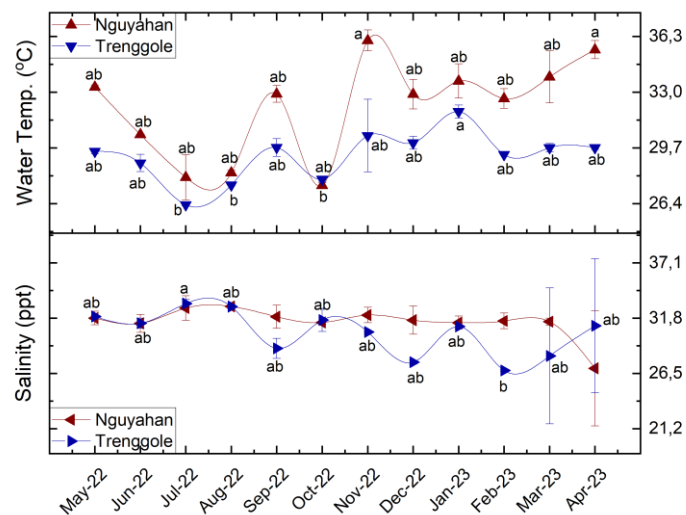 Nguyahan
Trenggole
Water Temp. (°C)
36,3
33,0
29,7
26,4
ab ab ab ab ab ab a ab ab ab ab a
ab ab b b ab b ab ab a ab ab ab
Salinity (ppt)
37,1
31,8
26,5
21,2
ab ab a ab ab ab ab ab ab b ab ab
Nguyahan
Trenggole
May-22 Jun-22 Jul-22 Aug-22 Sep-22 Oct-22 Nov-22 Dec-22 Jan-23 Feb-23 Mar-23 Apr-23